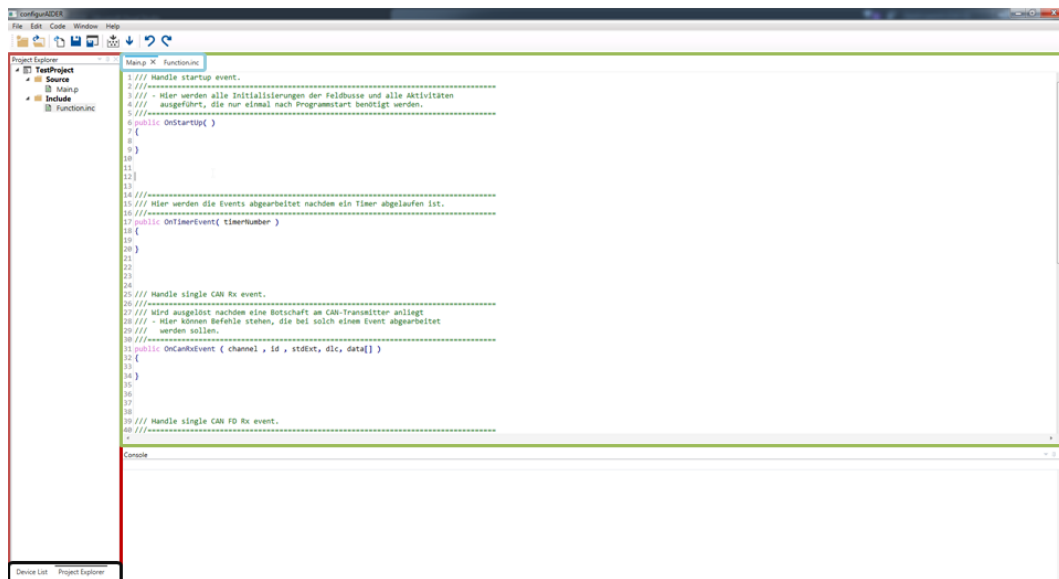 configurAIDER
File Edit Code Window Help
Project Explorer
TestProject
Source
Main.p
Include
Function.inc
Main.p Function.inc
1 /// Handle startup event.
2 ///==================================================================================
3 /// - Hier werden alle Initialisierungen der Feldbusse und alle Aktivitäten
4 ///   ausgeführt, die nur einmal nach Programmstart benötigt werden.
5 ///==================================================================================
6 public OnStartUp( )
7 {
8
9 }
10
11
12
13
14 ///==================================================================================
15 /// Hier werden die Events abgearbeitet nachdem ein Timer abgelaufen ist.
16 ///==================================================================================
17 public OnTimerEvent( timerNumber )
18 {
19
20 }
21
22
23
24
25 /// Handle single CAN Rx event.
26 ///==================================================================================
27 /// Wird ausgelöst nachdem eine Botschaft am CAN-Transmitter anliegt
28 /// - Hier können Befehle stehen, die bei solch einem Event abgearbeitet
29 ///   werden sollen.
30 ///==================================================================================
31 public OnCanRxEvent ( channel , id , stdExt, dlc, data[] )
32 {
33
34 }
35
36
37
38
39 /// Handle single CAN FD Rx event.
40 ///==================================================================================
Console
Device List Project Explorer